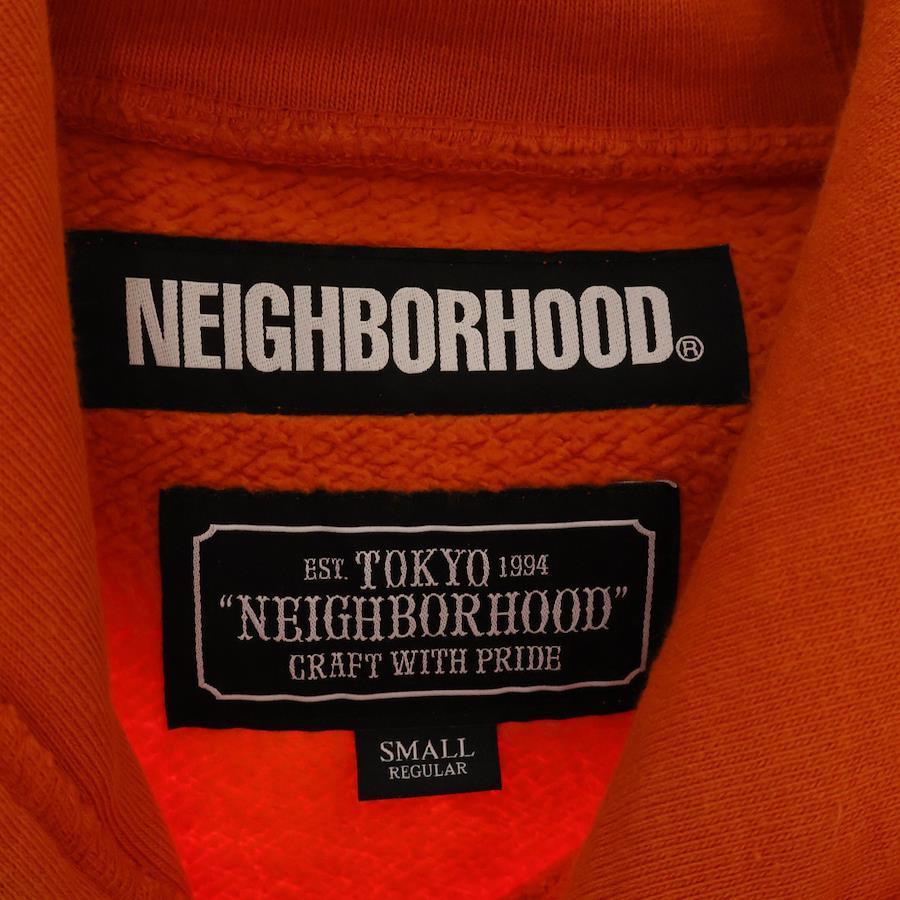 NEIGHBORHOOD®
EST. TOKYO 1994
“NEIGHBORHOOD”
CRAFT WITH PRIDE
SMALL
REGULAR